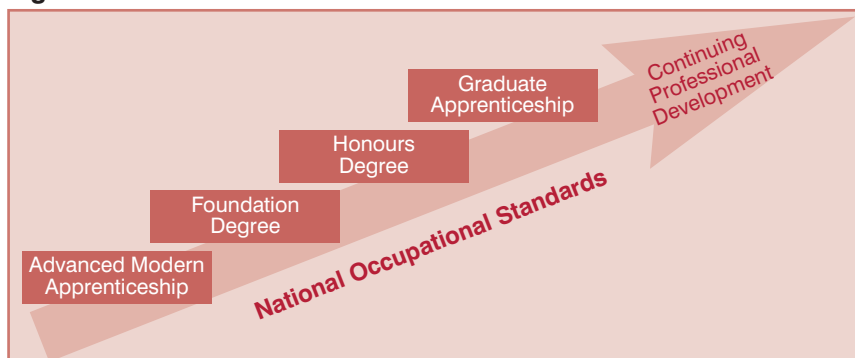 Continuing
Professional
Development
Graduate
Apprenticeship
Honours
Degree
Foundation
Degree
Advanced Modern
Apprenticeship
National Occupational Standards